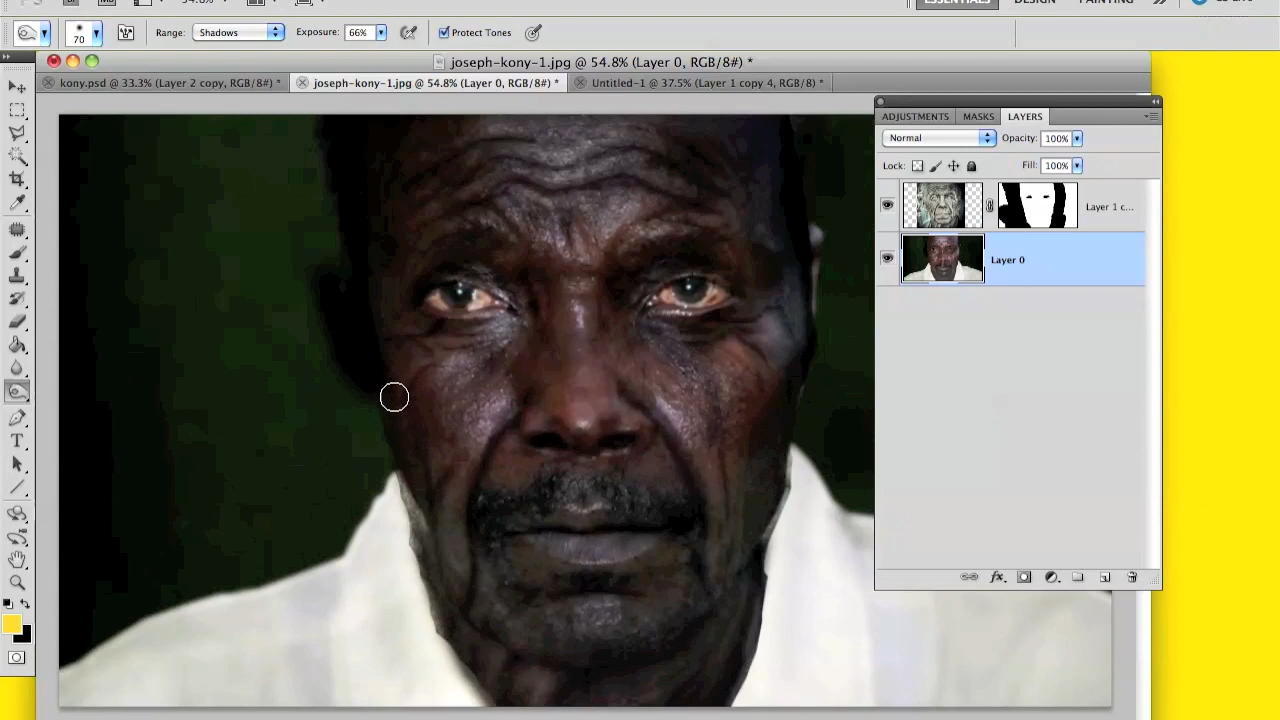 ESSENTIALS DESIGN PAINTING
70 Range: Shadows Exposure: 66% Protect Tones
joseph-kony-1.jpg @ 54.8% (Layer 0, RGB/8#) *
kony.psd @ 33.3% (Layer 2 copy, RGB/8#) * joseph-kony-1.jpg @ 54.8% (Layer 0, RGB/8#) * Untitled-1 @ 37.5% (Layer 1 copy 4, RGB/8) *
ADJUSTMENTS MASKS LAYERS
Normal Opacity: 100%
Lock: Fill: 100%
Layer 1 c...
Layer 0
fx
T